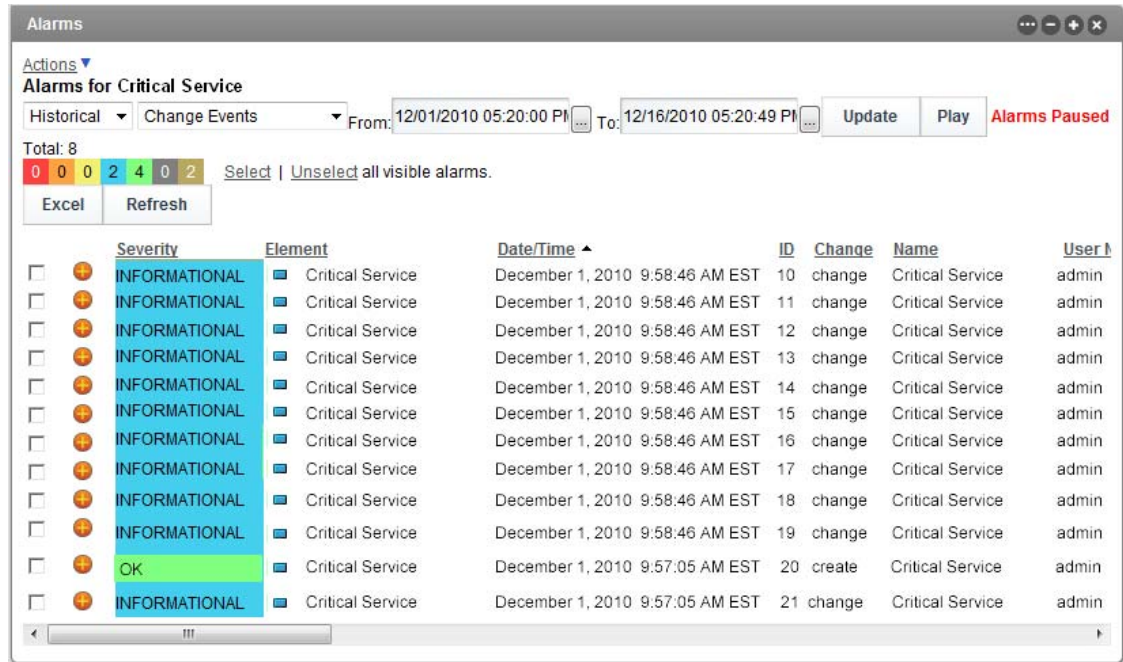 Alarms
Actions
Alarms for Critical Service
Historical Change Events From: 12/01/2010 05:20:00 PM ... To: 12/16/2010 05:20:49 PM ... Update Play Alarms Paused
Total: 8
0 0 0 2 4 0 2 Select | Unselect all visible alarms.
Excel Refresh
Severity Element Date/Time ID Change Name User N
INFORMATIONAL Critical Service December 1, 2010 9:58:46 AM EST 10 change Critical Service admin
INFORMATIONAL Critical Service December 1, 2010 9:58:46 AM EST 11 change Critical Service admin
INFORMATIONAL Critical Service December 1, 2010 9:58:46 AM EST 12 change Critical Service admin
INFORMATIONAL Critical Service December 1, 2010 9:58:46 AM EST 13 change Critical Service admin
INFORMATIONAL Critical Service December 1, 2010 9:58:46 AM EST 14 change Critical Service admin
INFORMATIONAL Critical Service December 1, 2010 9:58:46 AM EST 15 change Critical Service admin
INFORMATIONAL Critical Service December 1, 2010 9:58:46 AM EST 16 change Critical Service admin
INFORMATIONAL Critical Service December 1, 2010 9:58:46 AM EST 17 change Critical Service admin
INFORMATIONAL Critical Service December 1, 2010 9:58:46 AM EST 18 change Critical Service admin
INFORMATIONAL Critical Service December 1, 2010 9:58:46 AM EST 19 change Critical Service admin
OK Critical Service December 1, 2010 9:57:05 AM EST 20 create Critical Service admin
INFORMATIONAL Critical Service December 1, 2010 9:57:05 AM EST 21 change Critical Service admin